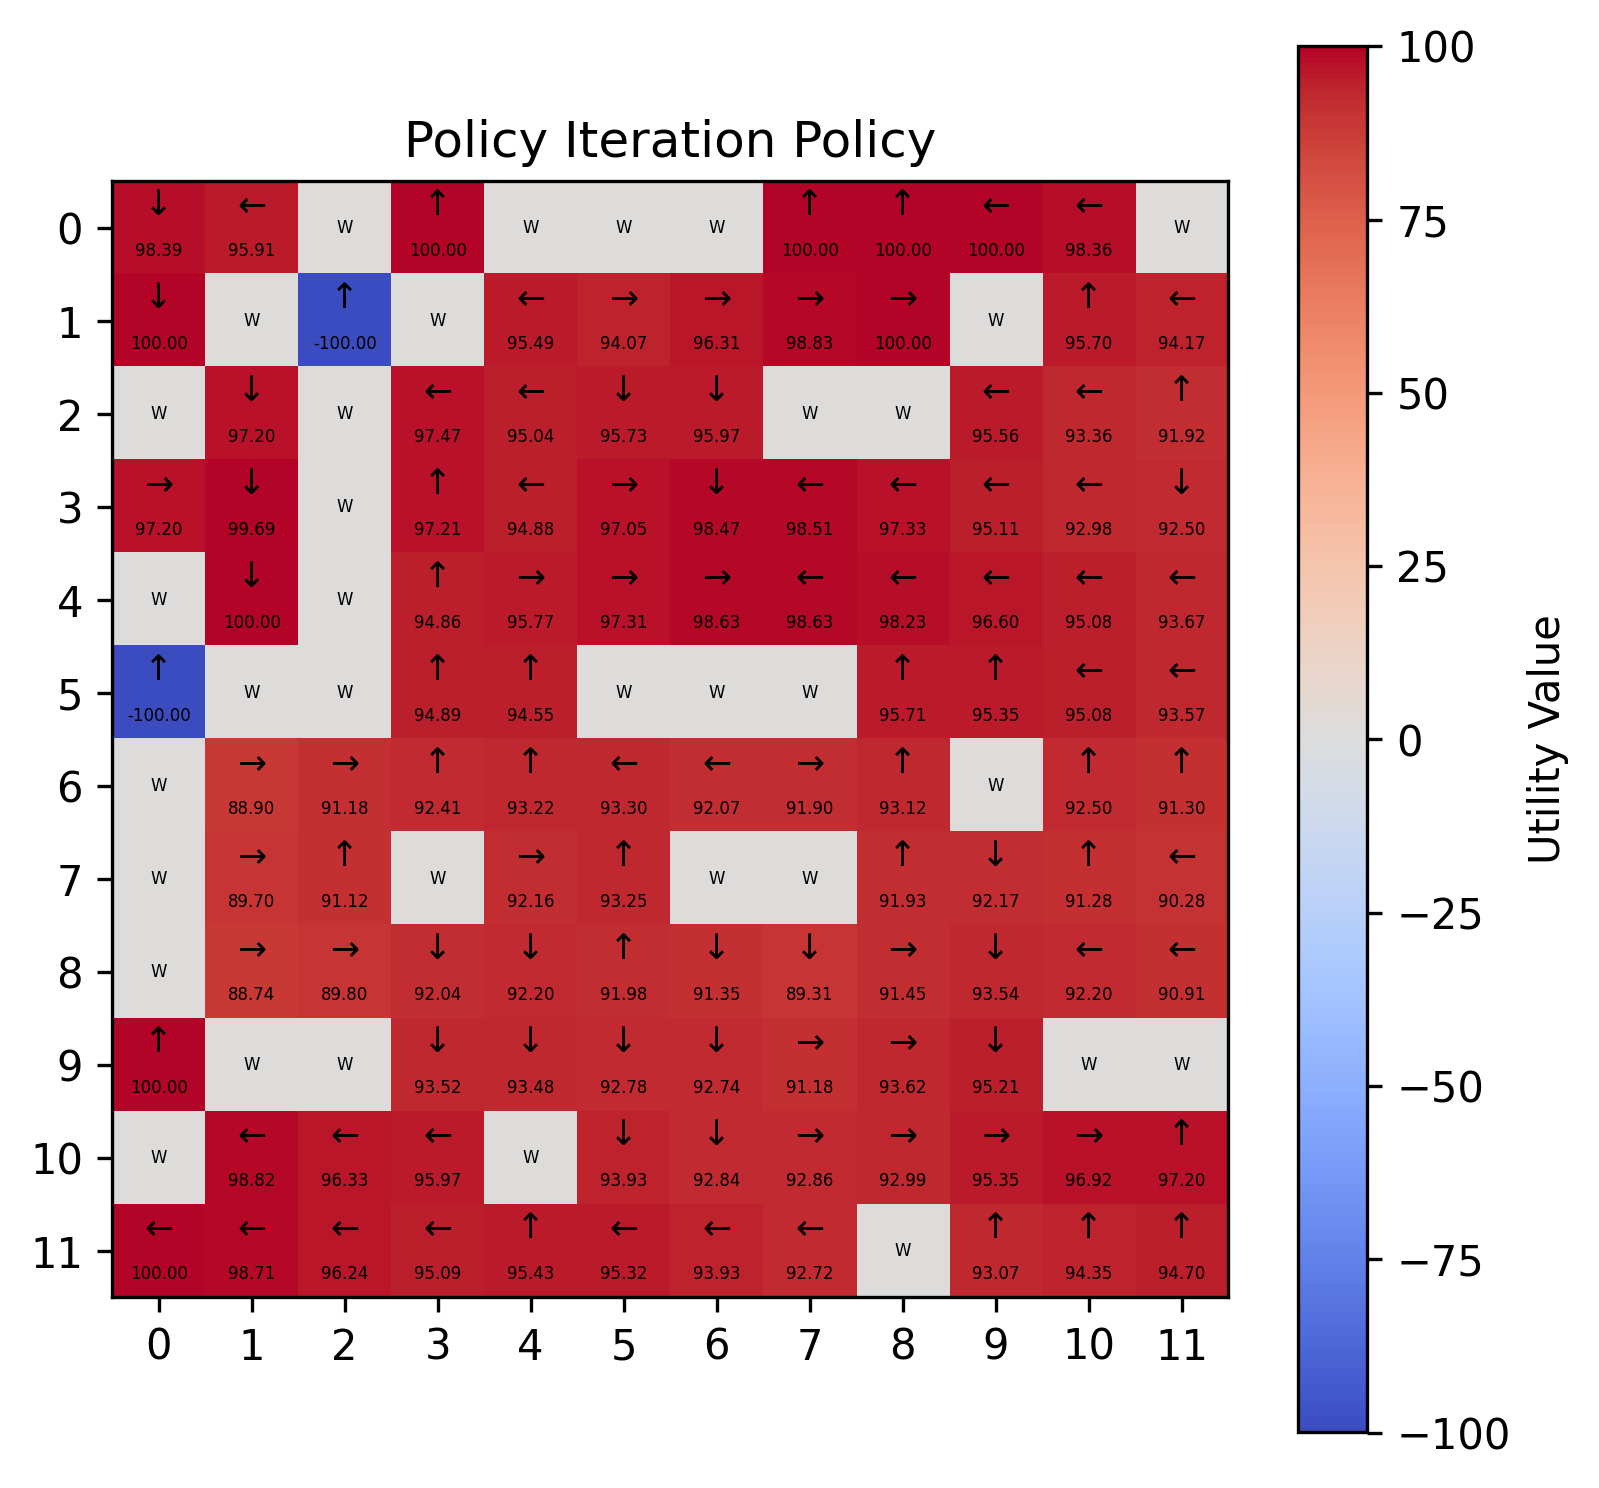 Policy Iteration Policy
0 ↓ ← W ↑ W W W ↑ ↑ ← ← W
98.39 95.91 100.00 100.00 100.00 100.00 98.36
1 ↓ W ↑ W ← → → → → W ↑ ←
100.00 -100.00 95.49 94.07 96.31 98.83 100.00 95.70 94.17
2 W ↓ W ← ← ↓ ↓ W W ← ← ↑
97.20 97.47 95.04 95.73 95.97 95.56 93.36 91.92
3 → ↓ W ↑ ← → ↓ ← ← ← ← ↓
97.20 99.69 97.21 94.88 97.05 98.47 98.51 97.33 95.11 92.98 92.50
4 W ↓ W ↑ → → → ← ← ← ← ←
100.00 94.86 95.77 97.31 98.63 98.63 98.23 96.60 95.08 93.67
5 ↑ W W ↑ ↑ W W W ↑ ↑ ← ←
-100.00 94.89 94.55 95.71 95.35 95.08 93.57
6 W → → ↑ ↑ ← ← → ↑ W ↑ ↑
88.90 91.18 92.41 93.22 93.30 92.07 91.90 93.12 92.50 91.30
7 W → ↑ W → ↑ W W ↑ ↓ ↑ ←
89.70 91.12 92.16 93.25 91.93 92.17 91.28 90.28
8 W → → ↓ ↓ ↑ ↓ ↓ → ↓ ← ←
88.74 89.80 92.04 92.20 91.98 91.35 89.31 91.45 93.54 92.20 90.91
9 ↑ W W ↓ ↓ ↓ ↓ → → ↓ W W
100.00 93.52 93.48 92.78 92.74 91.18 93.62 95.21
10 W ← ← ← W ↓ ↓ → → → → ↑
98.82 96.33 95.97 93.93 92.84 92.86 92.99 95.35 96.92 97.20
11 ← ← ← ← ↑ ← ← ← W ↑ ↑ ↑
100.00 98.71 96.24 95.09 95.43 95.32 93.93 92.72 93.07 94.35 94.70
0 1 2 3 4 5 6 7 8 9 10 11
100
75
50
25
0
−25
−50
−75
−100
Utility Value